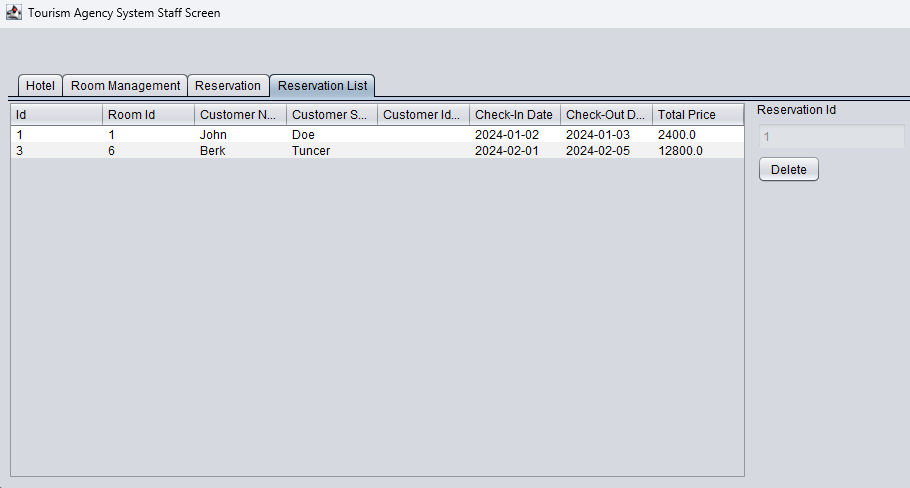 Tourism Agency System Staff Screen
Hotel Room Management Reservation Reservation List
Id Room Id Customer N... Customer S... Customer Id... Check-In Date Check-Out D... Total Price
1 1 John Doe 2024-01-02 2024-01-03 2400.0
3 6 Berk Tuncer 2024-02-01 2024-02-05 12800.0
Reservation Id
1
Delete